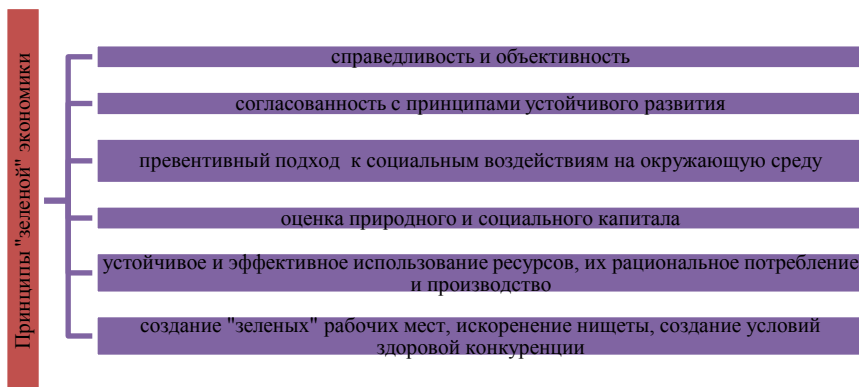 Принципы "зеленой" экономики
справедливость и объективность
согласованность с принципами устойчивого развития
превентивный подход к социальным воздействиям на окружающую среду
оценка природного и социального капитала
устойчивое и эффективное использование ресурсов, их рациональное потребление
и производство
создание "зеленых" рабочих мест, искоренение нищеты, создание условий
здоровой конкуренции